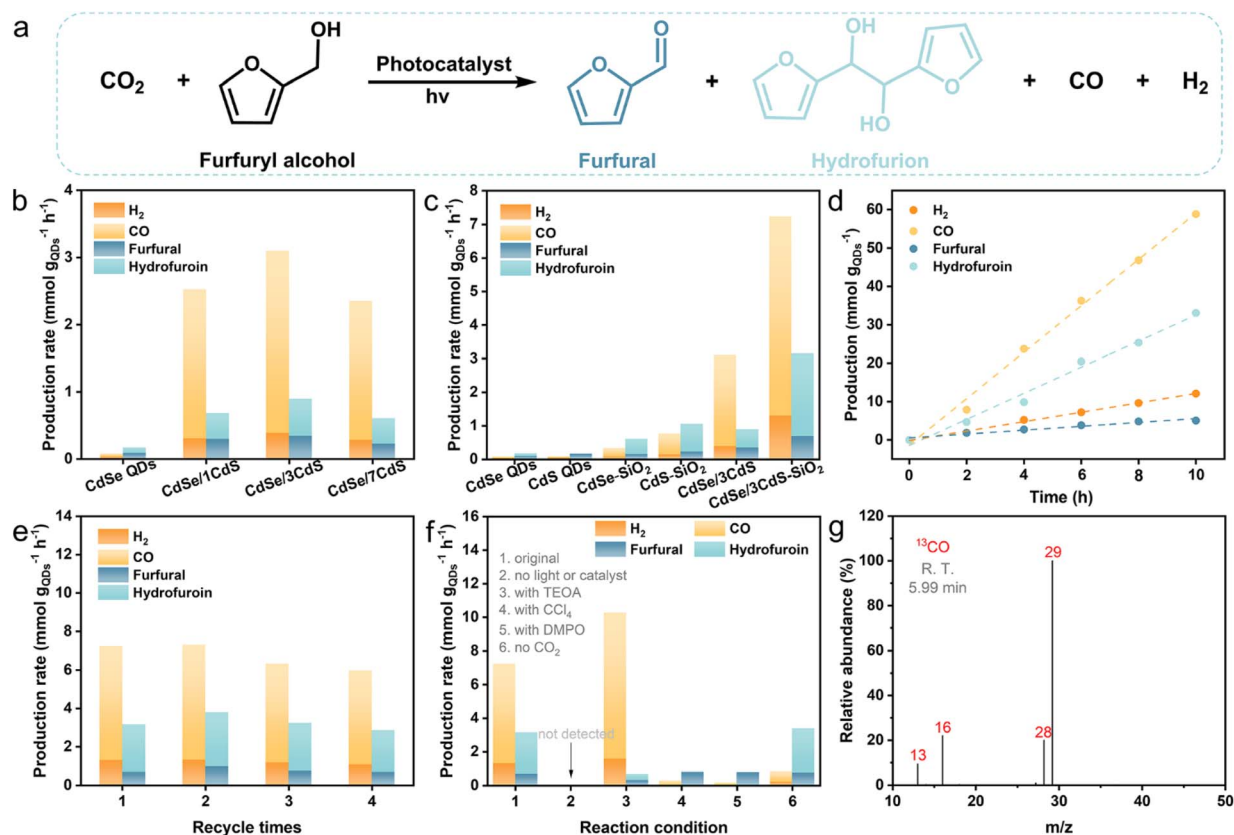 a
CO₂ + OH O Photocatalyst hν O O + OH O O HO + CO + H₂
Furfuryl alcohol Furfural Hydrofurion
b
Production rate (mmol g_QDs⁻¹ h⁻¹)
4
3
2
1
0
H₂
CO
Furfural
Hydrofuroin
CdSe QDs CdSe/1CdS CdSe/3CdS CdSe/7CdS
c
Production rate (mmol g_QDs⁻¹ h⁻¹)
8
7
6
5
4
3
2
1
0
H₂
CO
Furfural
Hydrofuroin
CdSe QDs CdS QDs CdSe-SiO₂ CdS-SiO₂ CdSe/3CdS CdSe/3CdS-SiO₂
d
Production (mmol g_QDs⁻¹)
60
50
40
30
20
10
0
H₂
CO
Furfural
Hydrofuroin
0 2 4 6 8 10
Time (h)
e
Production rate (mmol g_QDs⁻¹ h⁻¹)
14
12
10
8
6
4
2
0
H₂
CO
Furfural
Hydrofuroin
1 2 3 4
Recycle times
f
Production rate (mmol g_QDs⁻¹ h⁻¹)
16
14
12
10
8
6
4
2
0
H₂ CO
Furfural Hydrofuroin
1. original
2. no light or catalyst
3. with TEOA
4. with CCl₄
5. with DMPO
6. no CO₂
not detected
1 2 3 4 5 6
Reaction condition
g
Relative abundance (%)
120
100
80
60
40
20
0
¹³CO
R. T.
5.99 min
29
16
28
13
10 20 30 40 50
m/z